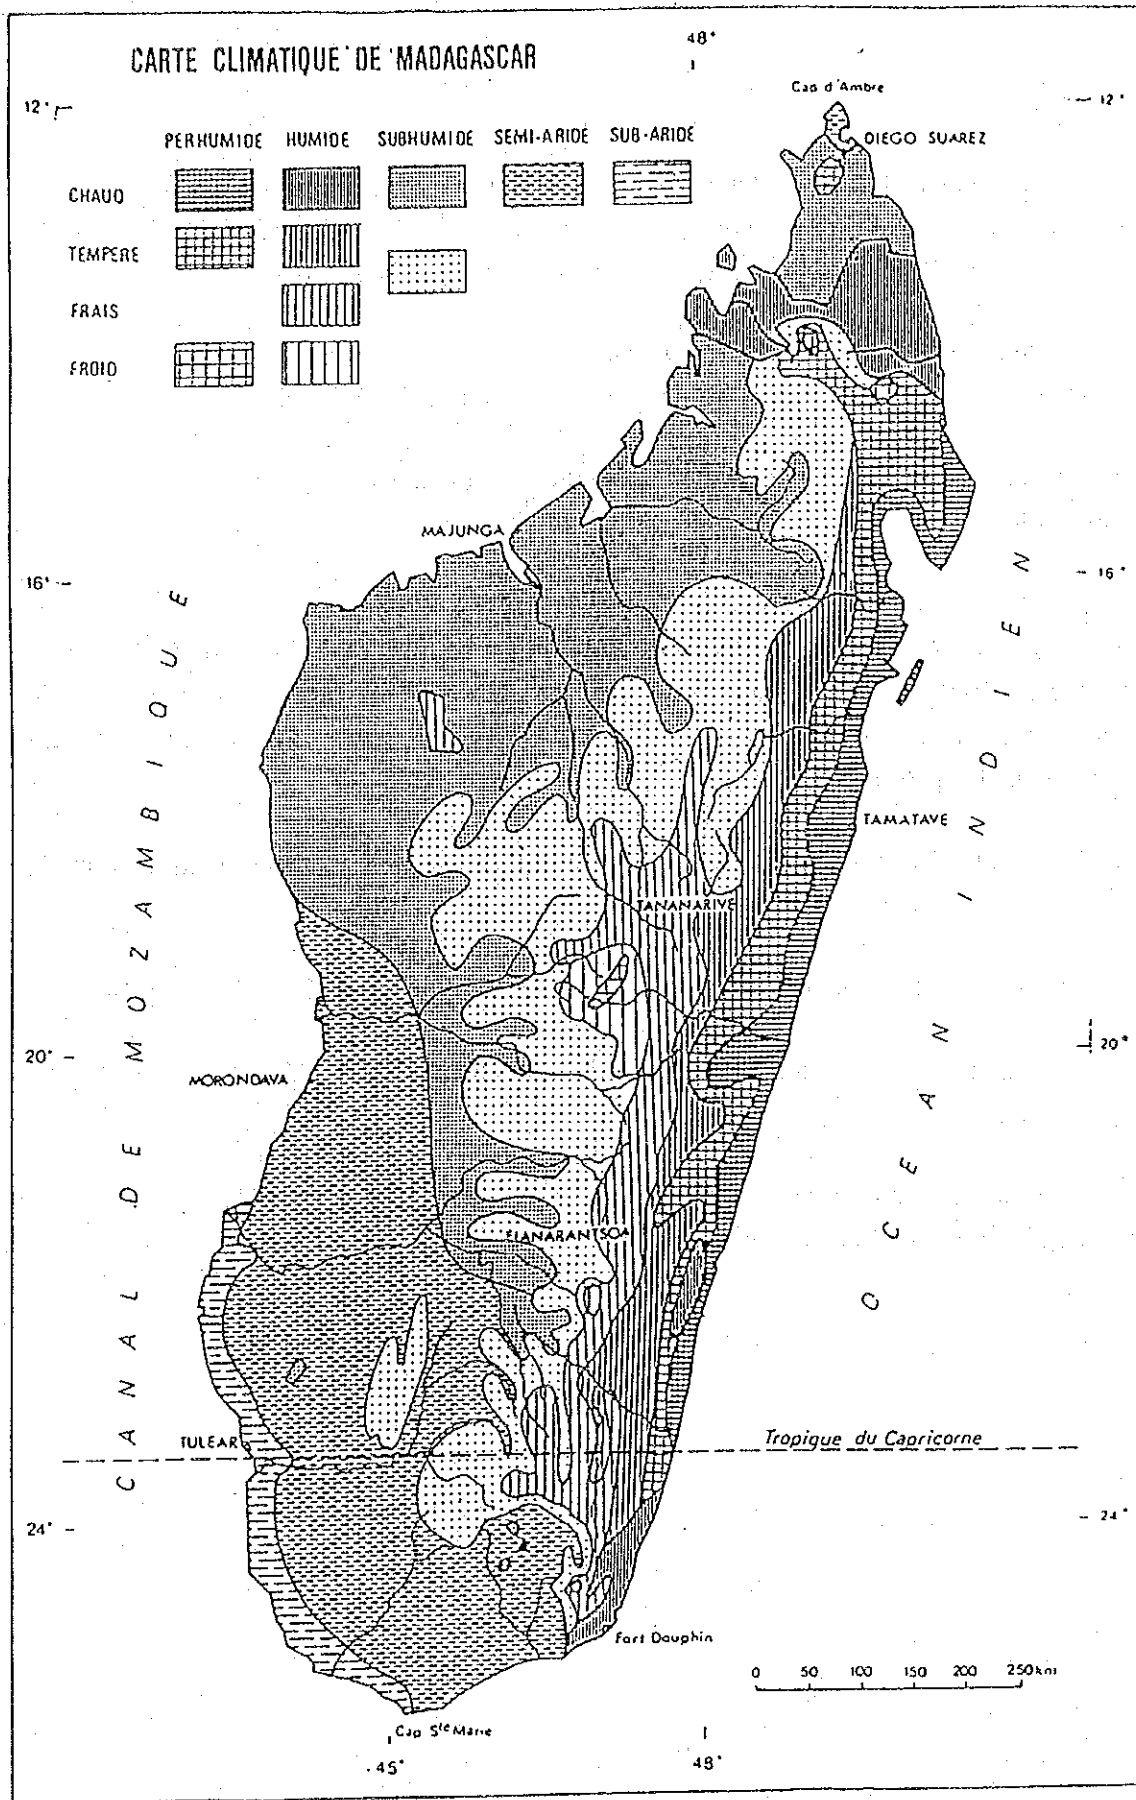 CARTE CLIMATIQUE DE MADAGASCAR
48°
12°
Cap d'Ambre
12°
DIEGO SUAREZ
PERHUMIDE HUMIDE SUBHUMIDE SEMI-ARIDE SUB-ARIDE
CHAUD
TEMPERE
FRAIS
FROID
MAJUNGA
16°
16°
CANAL DE MOZAMBIQUE
OCEAN INDIEN
TAMATAVE
TANANARIVE
20°
20°
MORONDAVA
FIANARANTSOA
TULEAR
Tropique du Capricorne
24°
24°
Fort Dauphin
0 50 100 150 200 250 kms
Cap Ste Marie
45°
48°